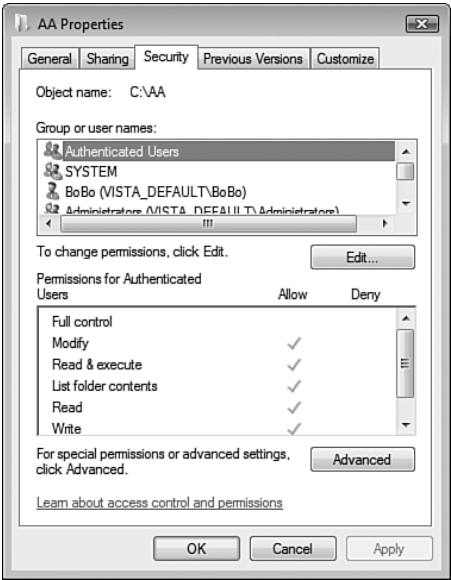 AA Properties
General Sharing Security Previous Versions Customize
Object name: C:\AA
Group or user names:
Authenticated Users
SYSTEM
BoBo (VISTA_DEFAULT\BoBo)
Administrators (VISTA_DEFAULT\Administrators)
To change permissions, click Edit.
Edit...
Permissions for Authenticated
Users Allow Deny
Full control
Modify
Read & execute
List folder contents
Read
Write
For special permissions or advanced settings,
click Advanced.
Advanced
Learn about access control and permissions
OK Cancel Apply